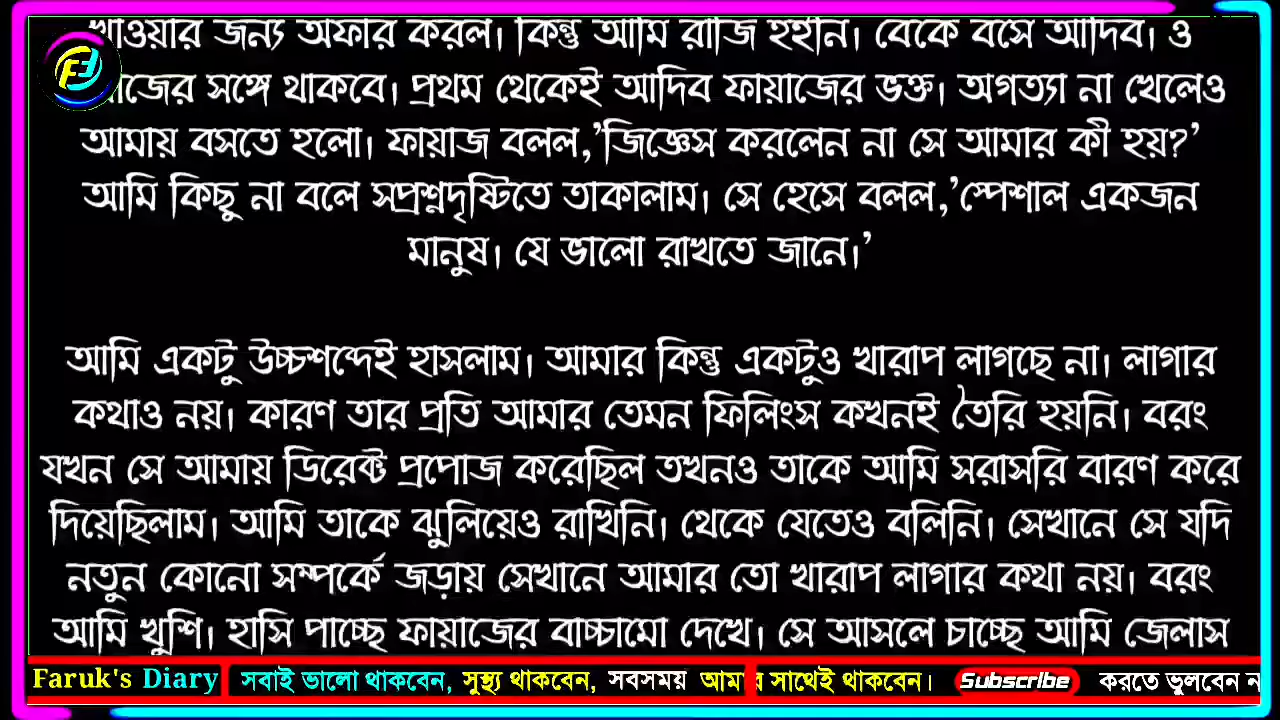 খাওয়ার জন্য অফার করল। কিন্তু আমি রাজি হইনি। বেকে বসে আদিব। ও
সঙ্গে থাকবে। প্রথম থেকেই আদিব ফায়াজের ভক্ত। অগত্যা না খেলেও
আমায় বসতে হলো। ফায়াজ বলল,’জিজ্ঞেস করলেন না সে আমার কী হয়?’
আমি কিছু না বলে সপ্রশ্নদৃষ্টিতে তাকালাম। সে হেসে বলল,’স্পেশাল একজন
মানুষ। যে ভালো রাখতে জানে।’
আমি একটু উচ্চশব্দেই হাসলাম। আমার কিন্তু একটুও খারাপ লাগছে না। লাগার
কথাও নয়। কারণ তার প্রতি আমার তেমন ফিলিংস কখনই তৈরি হয়নি। বরং
যখন সে আমায় ডিরেক্ট প্রপোজ করেছিল তখনও তাকে আমি সরাসরি বারণ করে
দিয়েছিলাম। আমি তাকে ঝুলিয়েও রাখিনি। থেকে যেতেও বলিনি। সেখানে সে যদি
নতুন কোনো সম্পর্কে জড়ায় সেখানে আমার তো খারাপ লাগার কথা নয়। বরং
আমি খুশি। হাসি পাচ্ছে ফায়াজের বাচ্চামো দেখে। সে আসলে চাচ্ছে আমি জেলাস
Faruk's Diary সবাই ভালো থাকবেন, সুস্থ্য থাকবেন, সবসময় আমার সাথেই থাকবেন। Subscribe করতে ভুলবেন